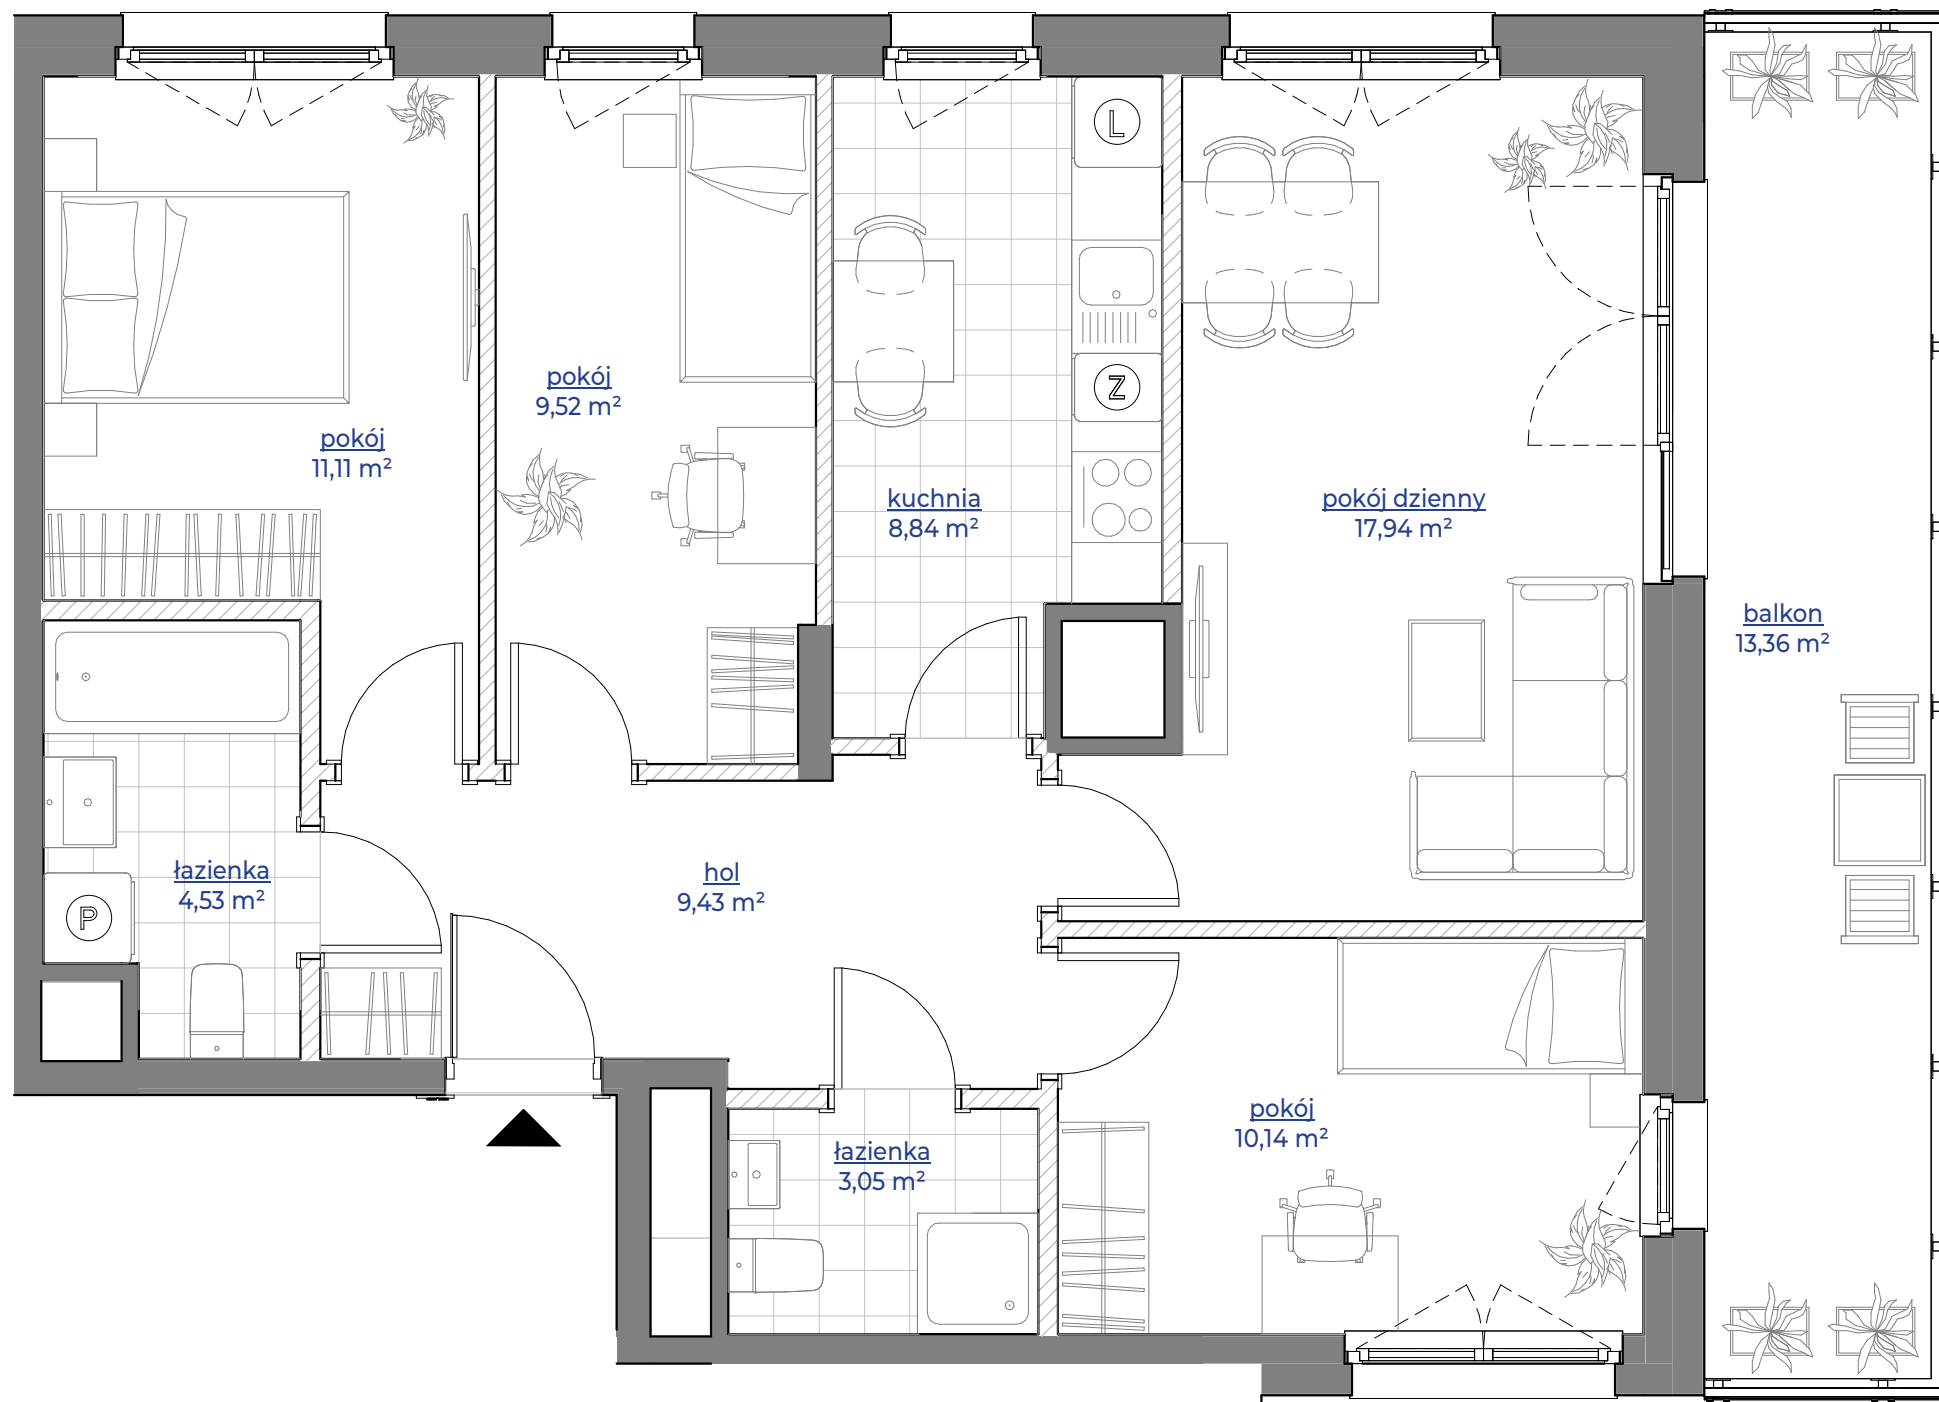 L
pokój
9,52 m²
Z
pokój
11,11 m²
kuchnia
8,84 m²
pokój dzienny
17,94 m²
balkon
13,36 m²
łazienka
4,53 m²
P
hol
9,43 m²
pokój
10,14 m²
łazienka
3,05 m²